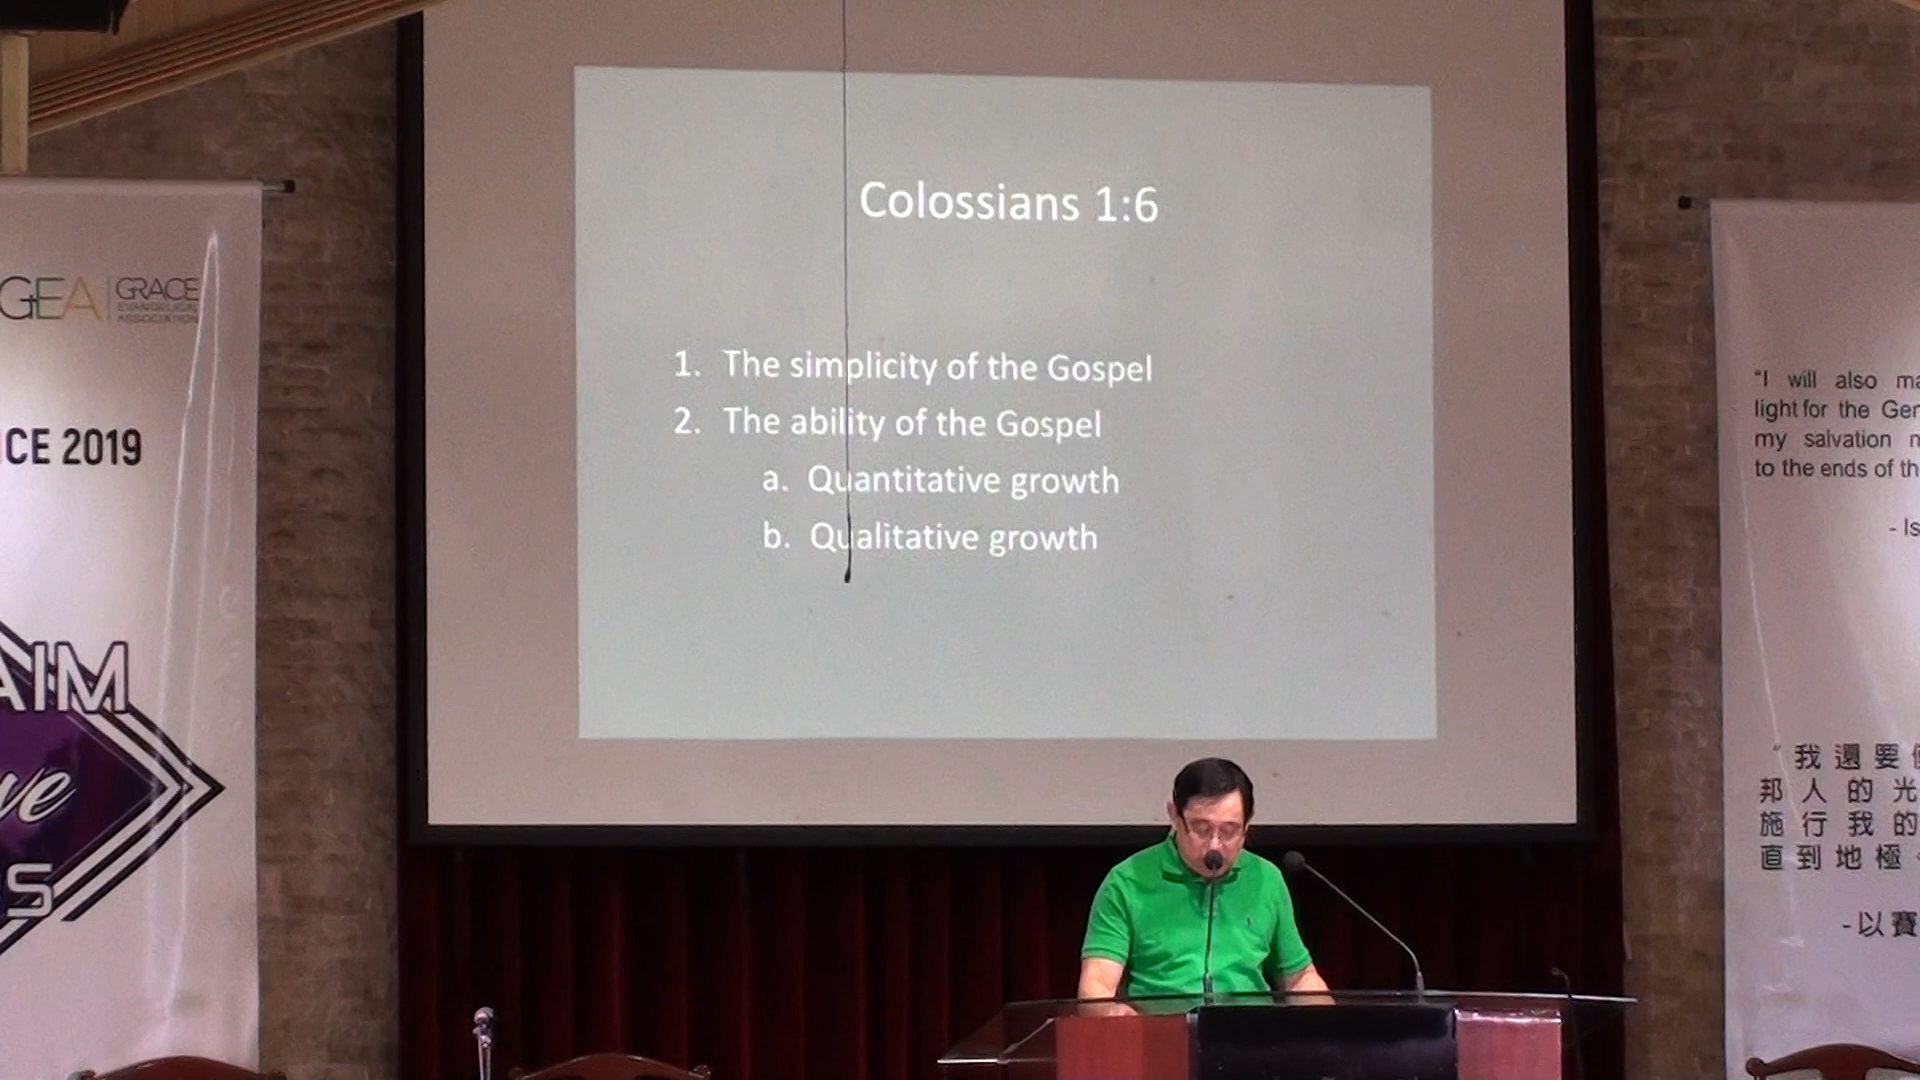 Colossians 1:6
1. The simplicity of the Gospel
2. The ability of the Gospel
a. Quantitative growth
b. Qualitative growth
GEA GRACE
EVANGELICAL
ASSOCIATION
2019
"I will also
light for the
my salvation
to the ends of
我還要
邦人的光
施行我的
直到地極
-以賽